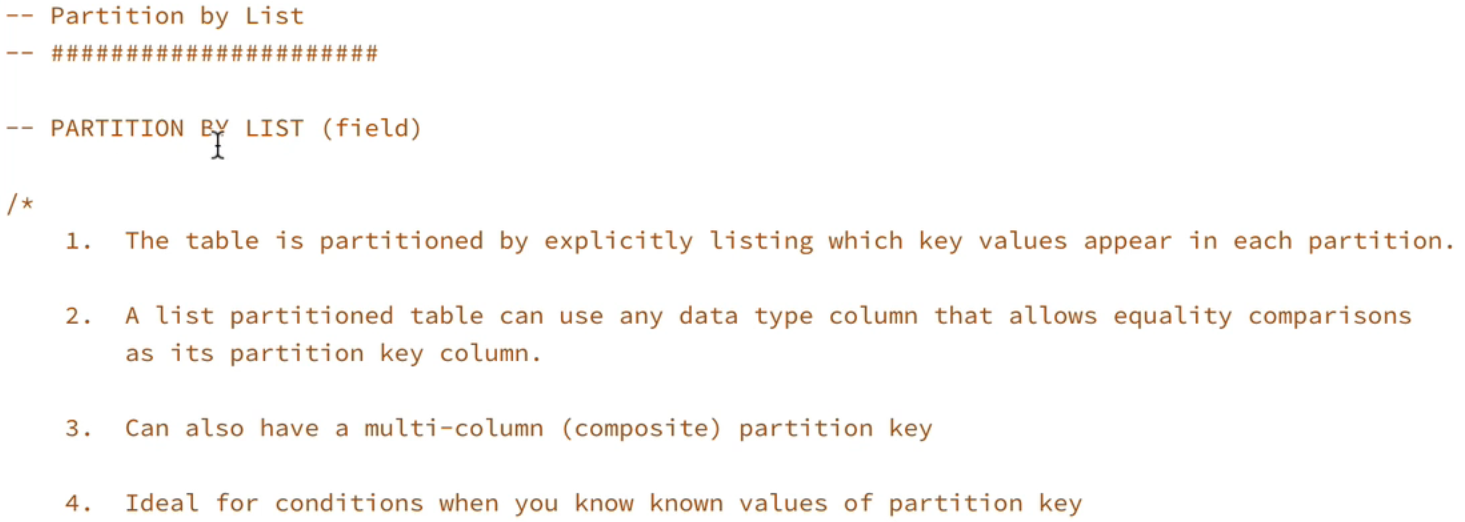 -- Partition by List
-- ######################
-- PARTITION BY LIST (field)
/*
1. The table is partitioned by explicitly listing which key values appear in each partition.
2. A list partitioned table can use any data type column that allows equality comparisons
as its partition key column.
3. Can also have a multi-column (composite) partition key
4. Ideal for conditions when you know known values of partition key